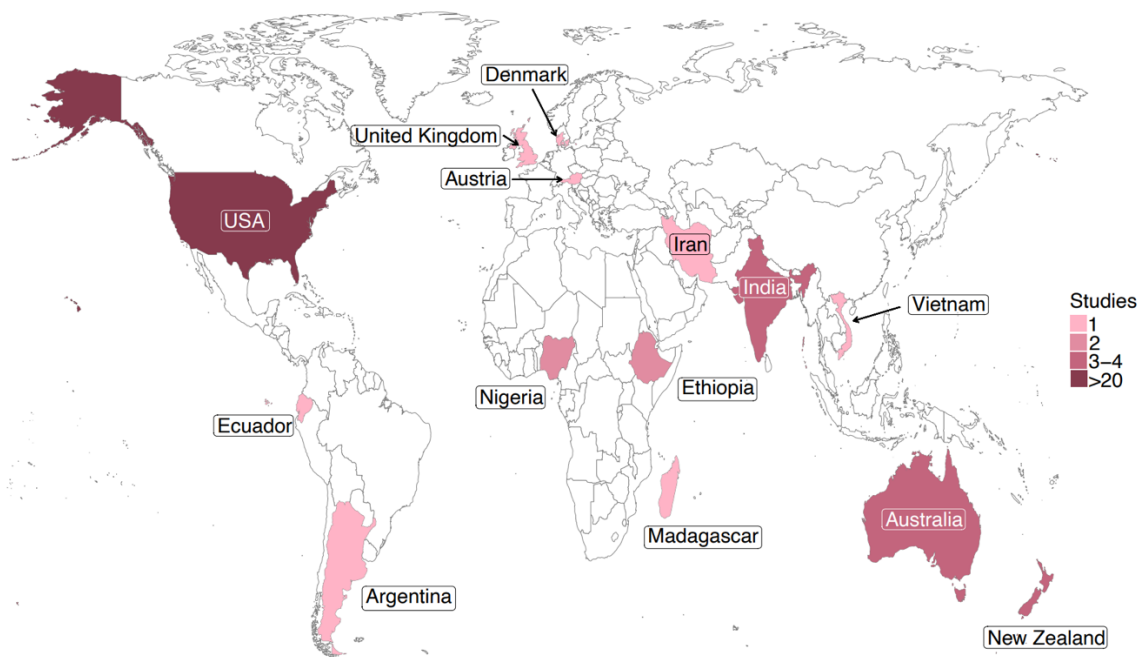 Denmark
United Kingdom
Austria
USA
Iran
India
Vietnam
Studies
1
2
3–4
>20
Nigeria
Ethiopia
Ecuador
Madagascar
Australia
Argentina
New Zealand